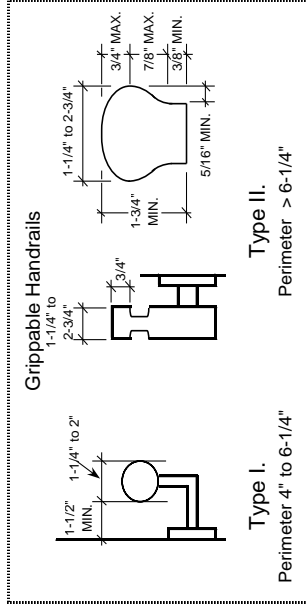 Grippable Handrails
1-1/2"
MIN.
1-1/4" to 2"
Type I.
Perimeter 4" to 6-1/4"
1-1/4" to
2-3/4"
3/4"
1-1/4" to 2-3/4"
3/4" MAX.
7/8" MIN.
3/8" MIN.
1-3/4"
MIN.
5/16" MIN.
Type II.
Perimeter > 6-1/4"